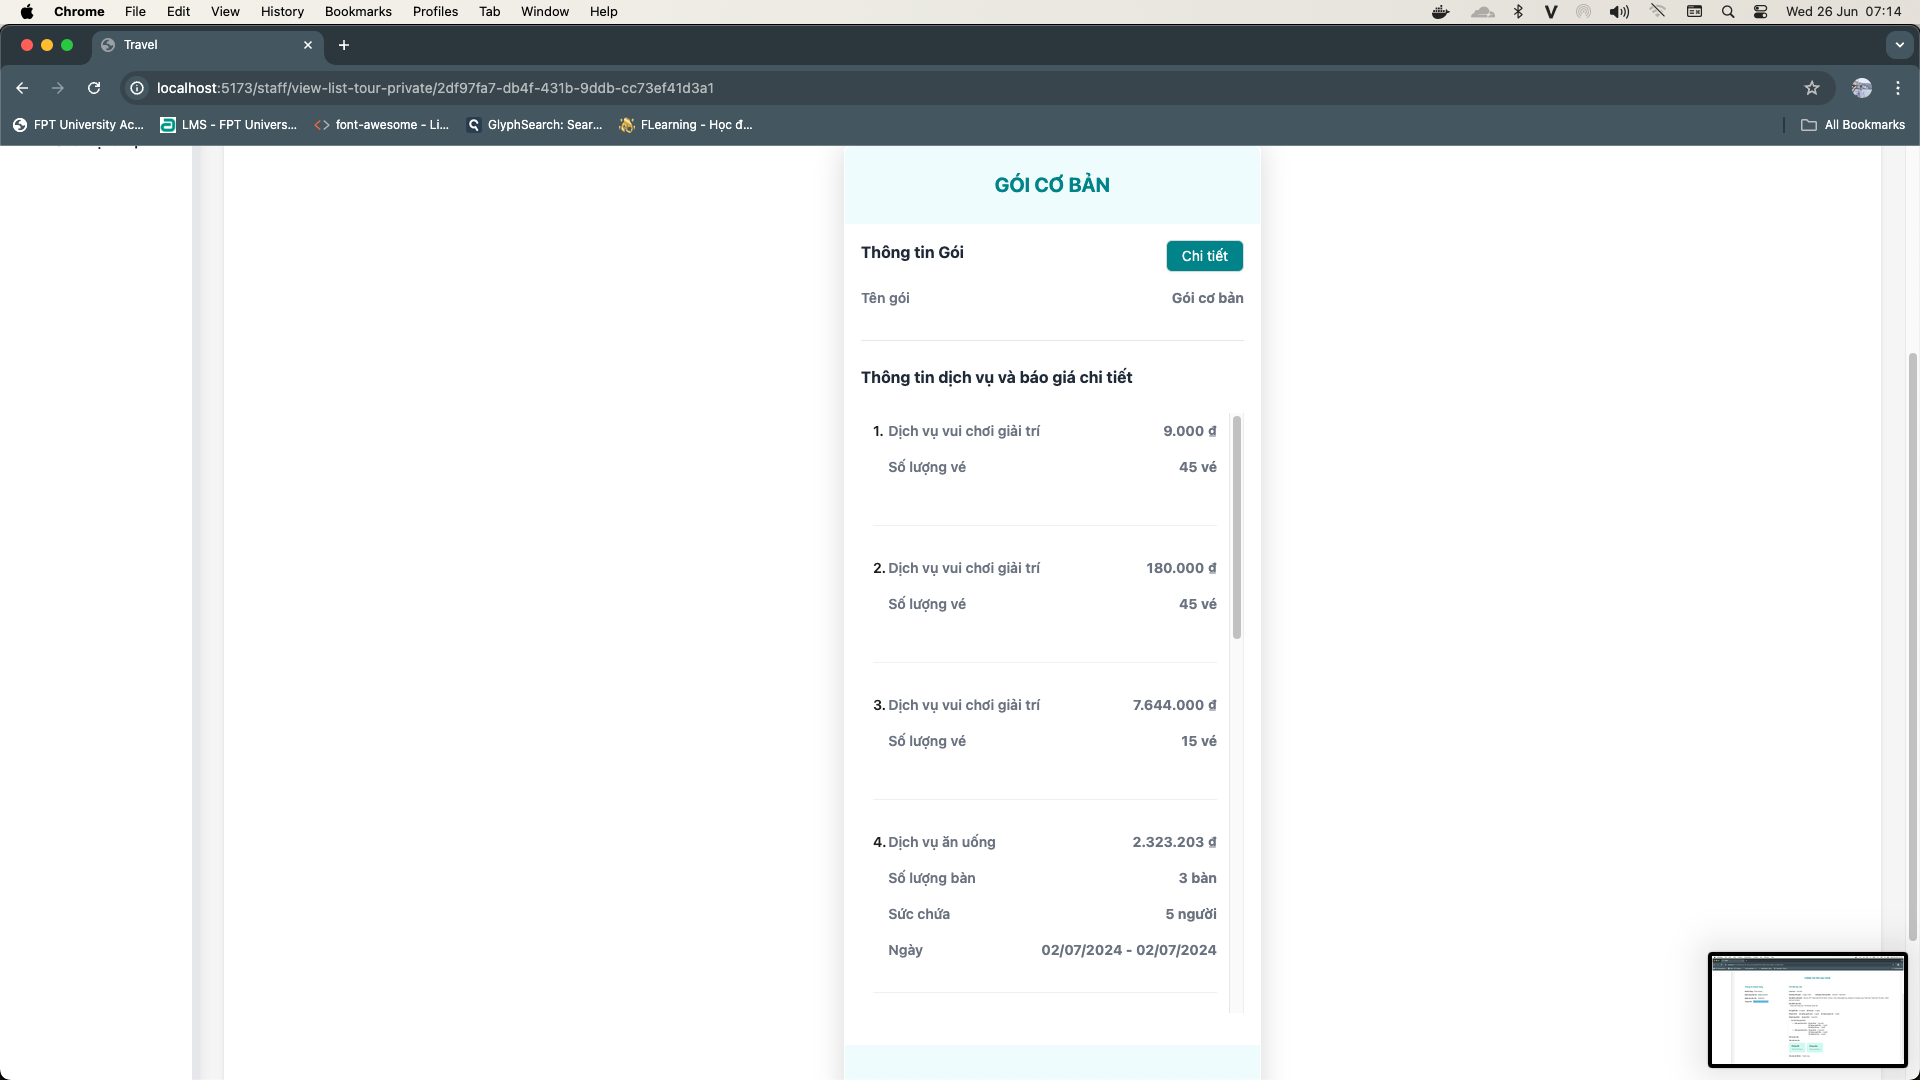 Chrome File Edit View History Bookmarks Profiles Tab Window Help Wed 26 Jun 07:14
Travel
localhost:5173/staff/view-list-tour-private/2df97fa7-db4f-431b-9ddb-cc73ef41d3a1
FPT University Ac... LMS - FPT Univers... font-awesome - Li... GlyphSearch: Sear... FLearning - Học đ... All Bookmarks
GÓI CƠ BẢN
Thông tin Gói Chi tiết
Tên gói Gói cơ bản
Thông tin dịch vụ và báo giá chi tiết
1. Dịch vụ vui chơi giải trí 9.000 ₫
Số lượng vé 45 vé
2. Dịch vụ vui chơi giải trí 180.000 ₫
Số lượng vé 45 vé
3. Dịch vụ vui chơi giải trí 7.644.000 ₫
Số lượng vé 15 vé
4. Dịch vụ ăn uống 2.323.203 ₫
Số lượng bàn 3 bàn
Sức chứa 5 người
Ngày 02/07/2024 - 02/07/2024